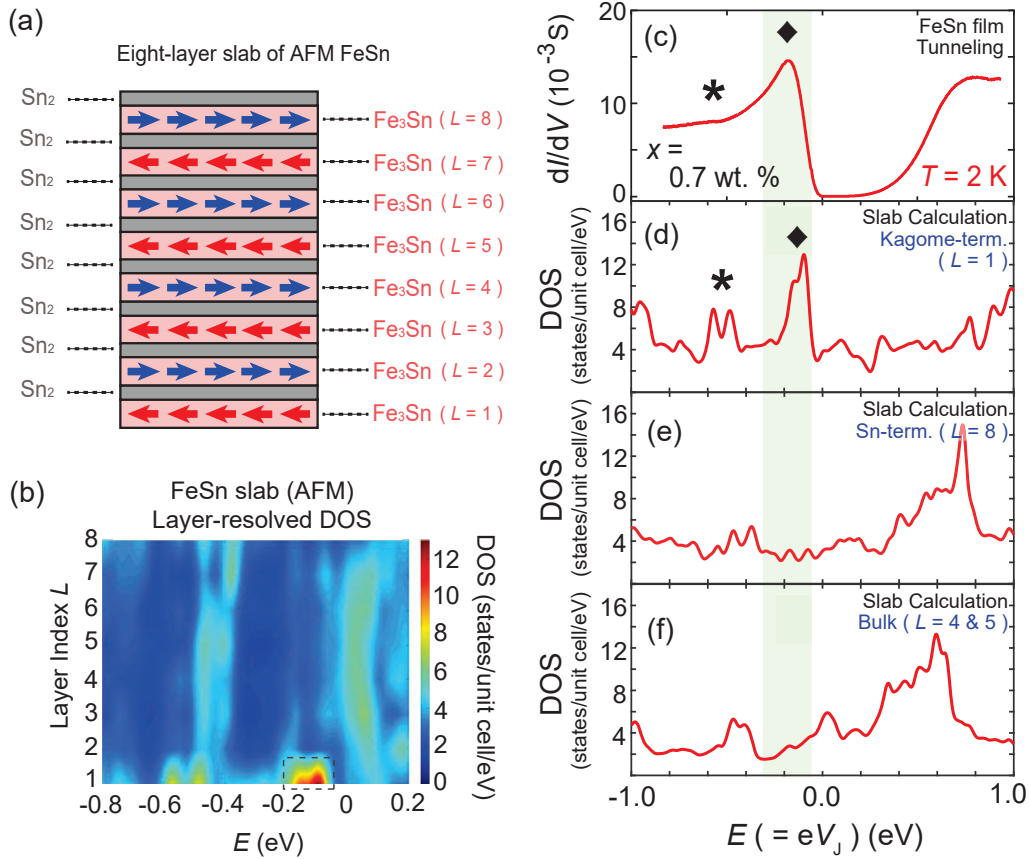 (a)
Eight-layer slab of AFM FeSn
Sn₂
Fe₃Sn ( L = 8 )
Sn₂
Fe₃Sn ( L = 7 )
Sn₂
Fe₃Sn ( L = 6 )
Sn₂
Fe₃Sn ( L = 5 )
Sn₂
Fe₃Sn ( L = 4 )
Sn₂
Fe₃Sn ( L = 3 )
Sn₂
Fe₃Sn ( L = 2 )
Sn₂
Fe₃Sn ( L = 1 )
(b)
FeSn slab (AFM)
Layer-resolved DOS
Layer Index L
8
7
6
5
4
3
2
1
-0.8 -0.6 -0.4 -0.2 0 0.2
E (eV)
12
10
8
6
4
2
0
DOS (states/unit cell/eV)
(c)
FeSn film
Tunneling
dI/dV (10⁻³S)
20
10
0
x =
0.7 wt. %
T = 2 K
(d)
Slab Calculation
Kagome-term.
( L = 1 )
DOS
(states/unit cell/eV)
16
12
8
4
(e)
Slab Calculation
Sn-term. ( L = 8 )
DOS
(states/unit cell/eV)
16
12
8
4
(f)
Slab Calculation
Bulk ( L = 4 & 5 )
DOS
(states/unit cell/eV)
16
12
8
4
-1.0 0.0 1.0
E ( = eV_J ) (eV)